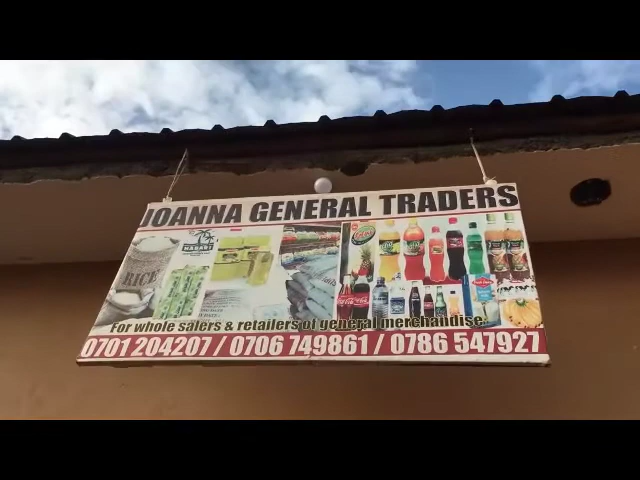 JOANNA GENERAL TRADERS
RICE
For whole salers & retailers of general merchandise
0701 204207 / 0706 749861 / 0786 547927